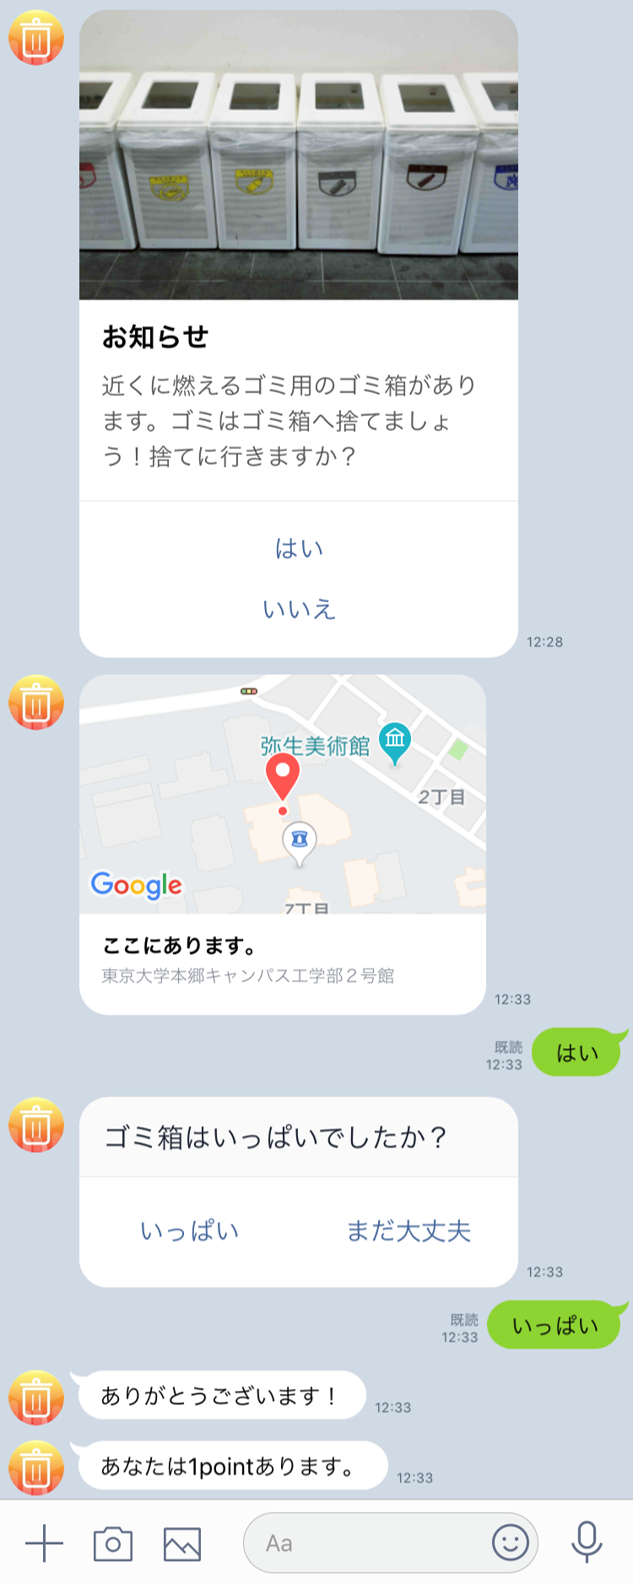 お知らせ
近くに燃えるゴミ用のゴミ箱があり
ます。ゴミはゴミ箱へ捨てましょ
う！捨てに行きますか？
はい
いいえ
12:28
弥生美術館
2丁目
7丁目
Google
ここにあります。
東京大学本郷キャンパス工学部２号館
12:33
既読
12:33
はい
ゴミ箱はいっぱいでしたか？
いっぱい
まだ大丈夫
12:33
既読
12:33
いっぱい
ありがとうございます！
12:33
あなたは1pointあります。
12:33
Aa